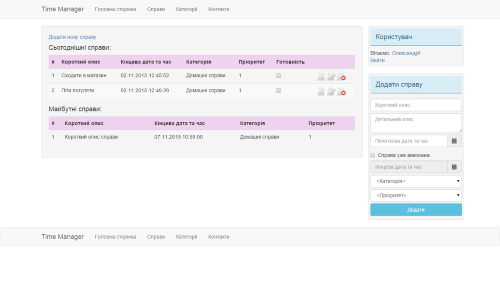 Time Manager Головна сторінка Справи Категорії Контакти
Додати нову справу
Сьогоднішні справи:
# Короткий опис Кінцева дата та час Категорія Пріоритет Готовність
1 Сходити в магазин 02.11.2015 12:45:52 Домашні справи 1
2 Піти погуляти 02.11.2015 12:46:39 Домашні справи 1
Майбутні справи:
# Короткий опис Кінцева дата та час Категорія Пріоритет
1 Короткий опис справи 07.11.2015 10:55:00 Домашні справи 1
Користувач
Вітаємо, Олександр!
Вийти
Додати справу
Короткий опис
Детальний опис
Початкова дата та час
Справа уже виконана
Кінцева дата та час
<Категорія>
<Пріоритет>
Додати
Time Manager Головна сторінка Справи Категорії Контакти